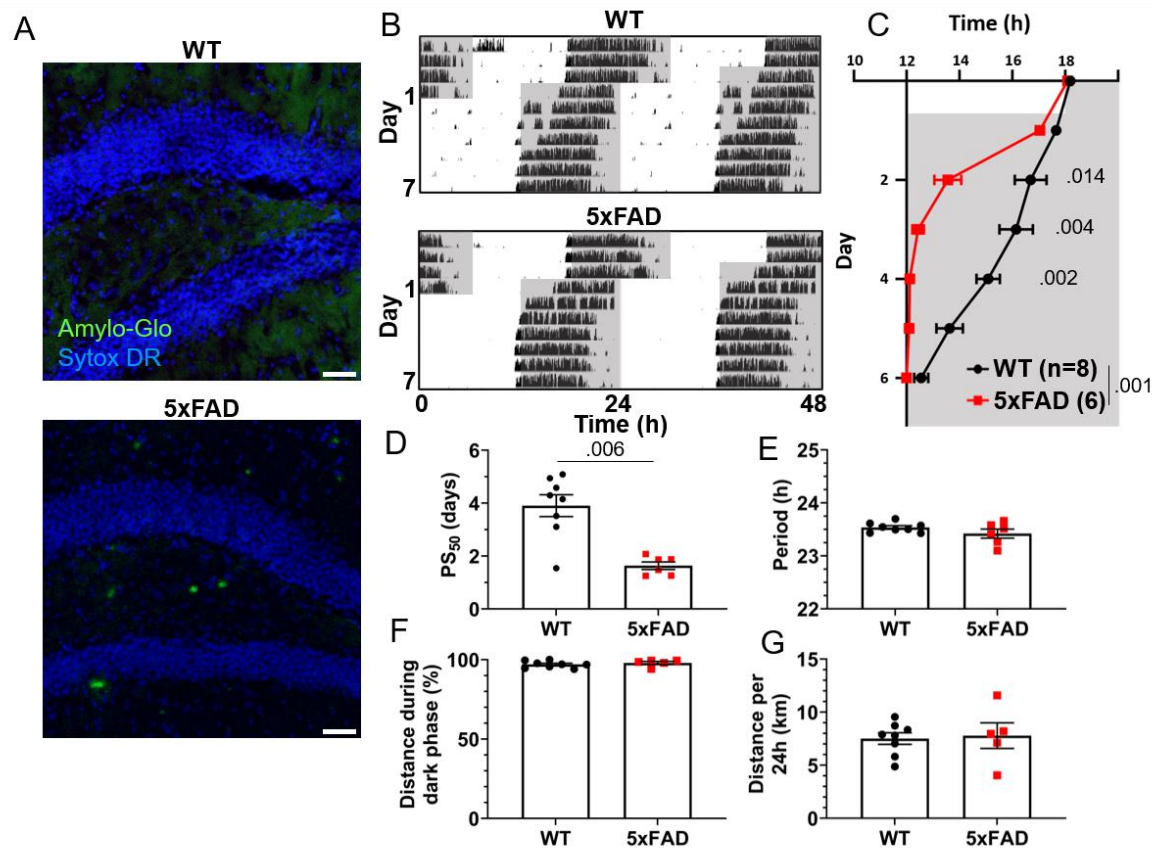 A
WT
Amylo-Glo
Sytox DR
5xFAD
B
WT
Day
1
7
5xFAD
Day
1
7
0 24 48
Time (h)
C
Time (h)
10 12 14 16 18
Day
2
4
6
.014
.004
.002
WT (n=8)
5xFAD (6)
.001
D
PS50 (days)
6
4
2
0
.006
WT 5xFAD
E
Period (h)
25
24
23
22
WT 5xFAD
F
Distance during
dark phase (%)
100
50
0
WT 5xFAD
G
Distance per
24h (km)
15
10
5
0
WT 5xFAD